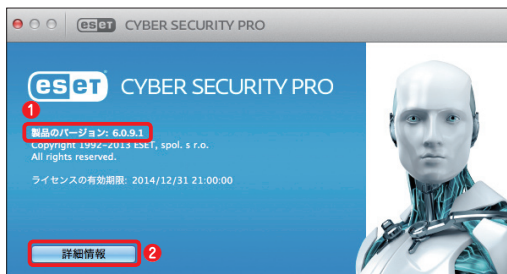 eset CYBER SECURITY PRO
eset CYBER SECURITY PRO
1
製品のバージョン: 6.0.9.1
Copyright 1992-2013 ESET, spol. s r.o.
All rights reserved.
ライセンスの有効期限: 2014/12/31 21:00:00
詳細情報 2